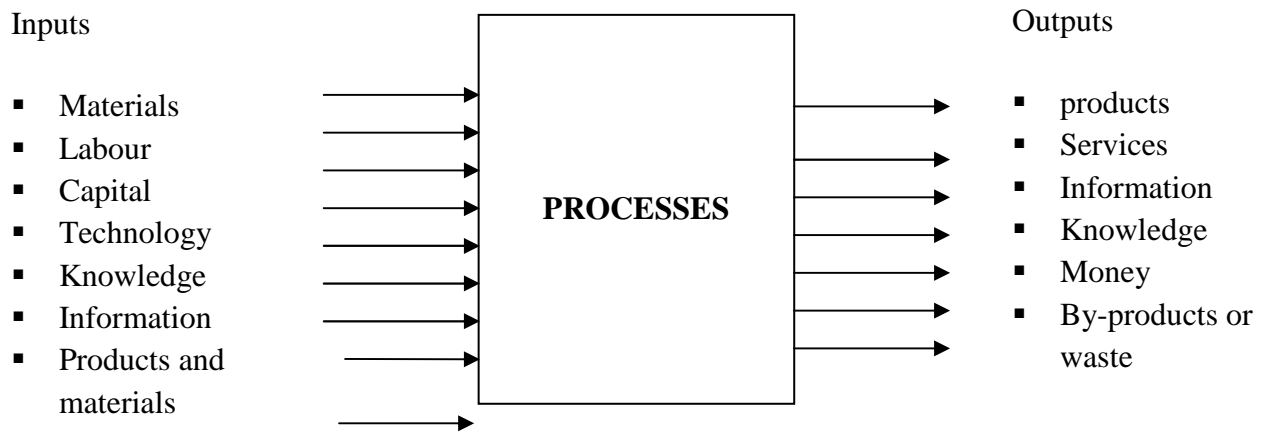 Inputs
▪ Materials
▪ Labour
▪ Capital
▪ Technology
▪ Knowledge
▪ Information
▪ Products and
materials
PROCESSES
Outputs
▪ products
▪ Services
▪ Information
▪ Knowledge
▪ Money
▪ By-products or
waste